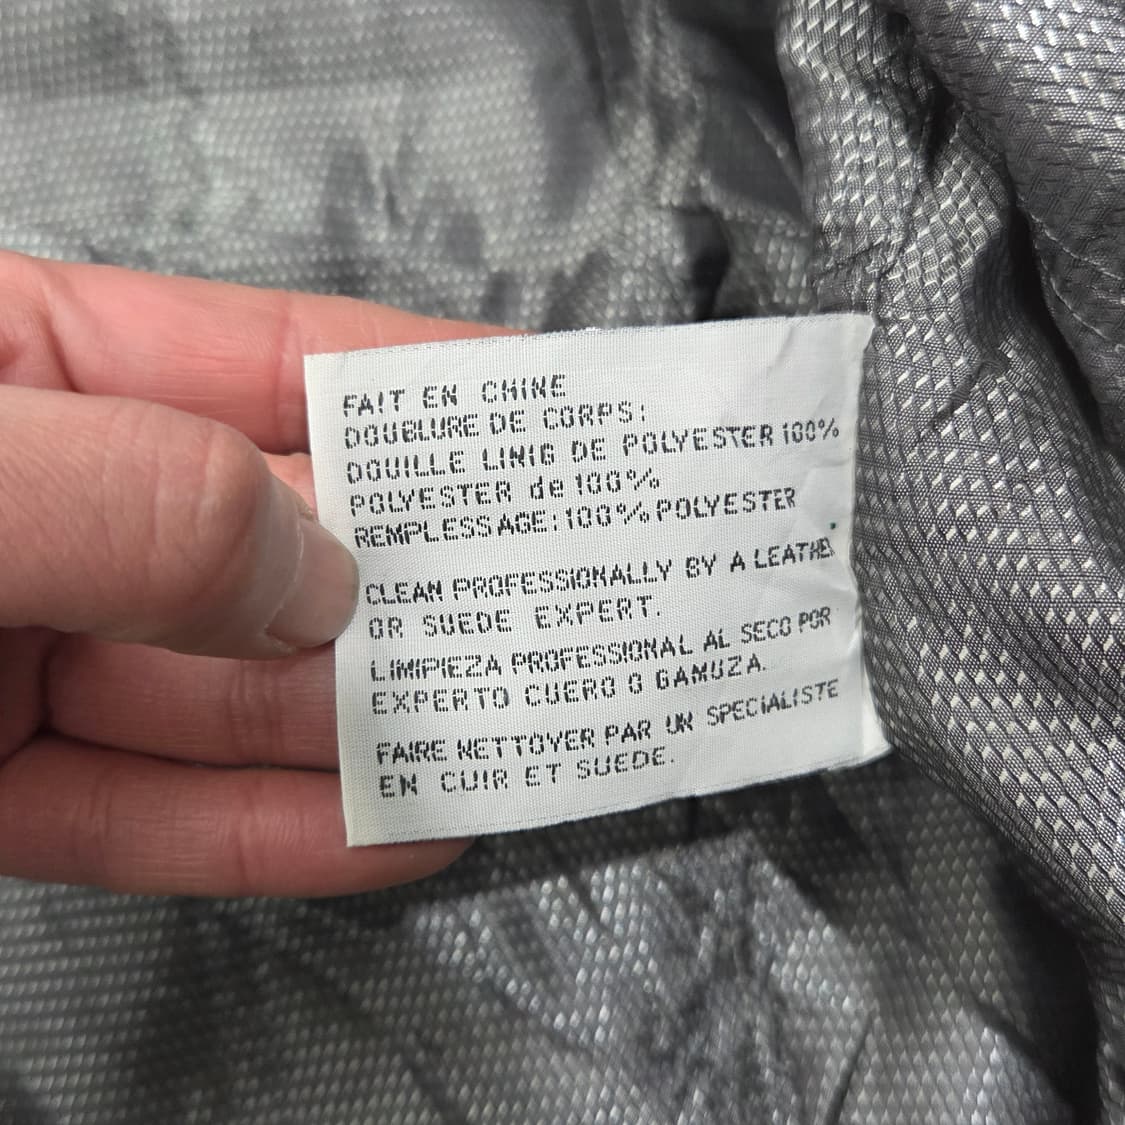 FAIT EN CHINE
DOUBLURE DE CORPS:
DOUILLE LINIG DE POLYESTER 100%
POLYESTER de 100%
REMPLESSAGE: 100% POLYESTER
CLEAN PROFESSIONALLY BY A LEATHER
OR SUEDE EXPERT.
LIMIPIEZA PROFESSIONAL AL SECO POR
EXPERTO CUERO O GAMUZA.
FAIRE NETTOYER PAR UN SPECIALISTE
EN CUIR ET SUEDE.